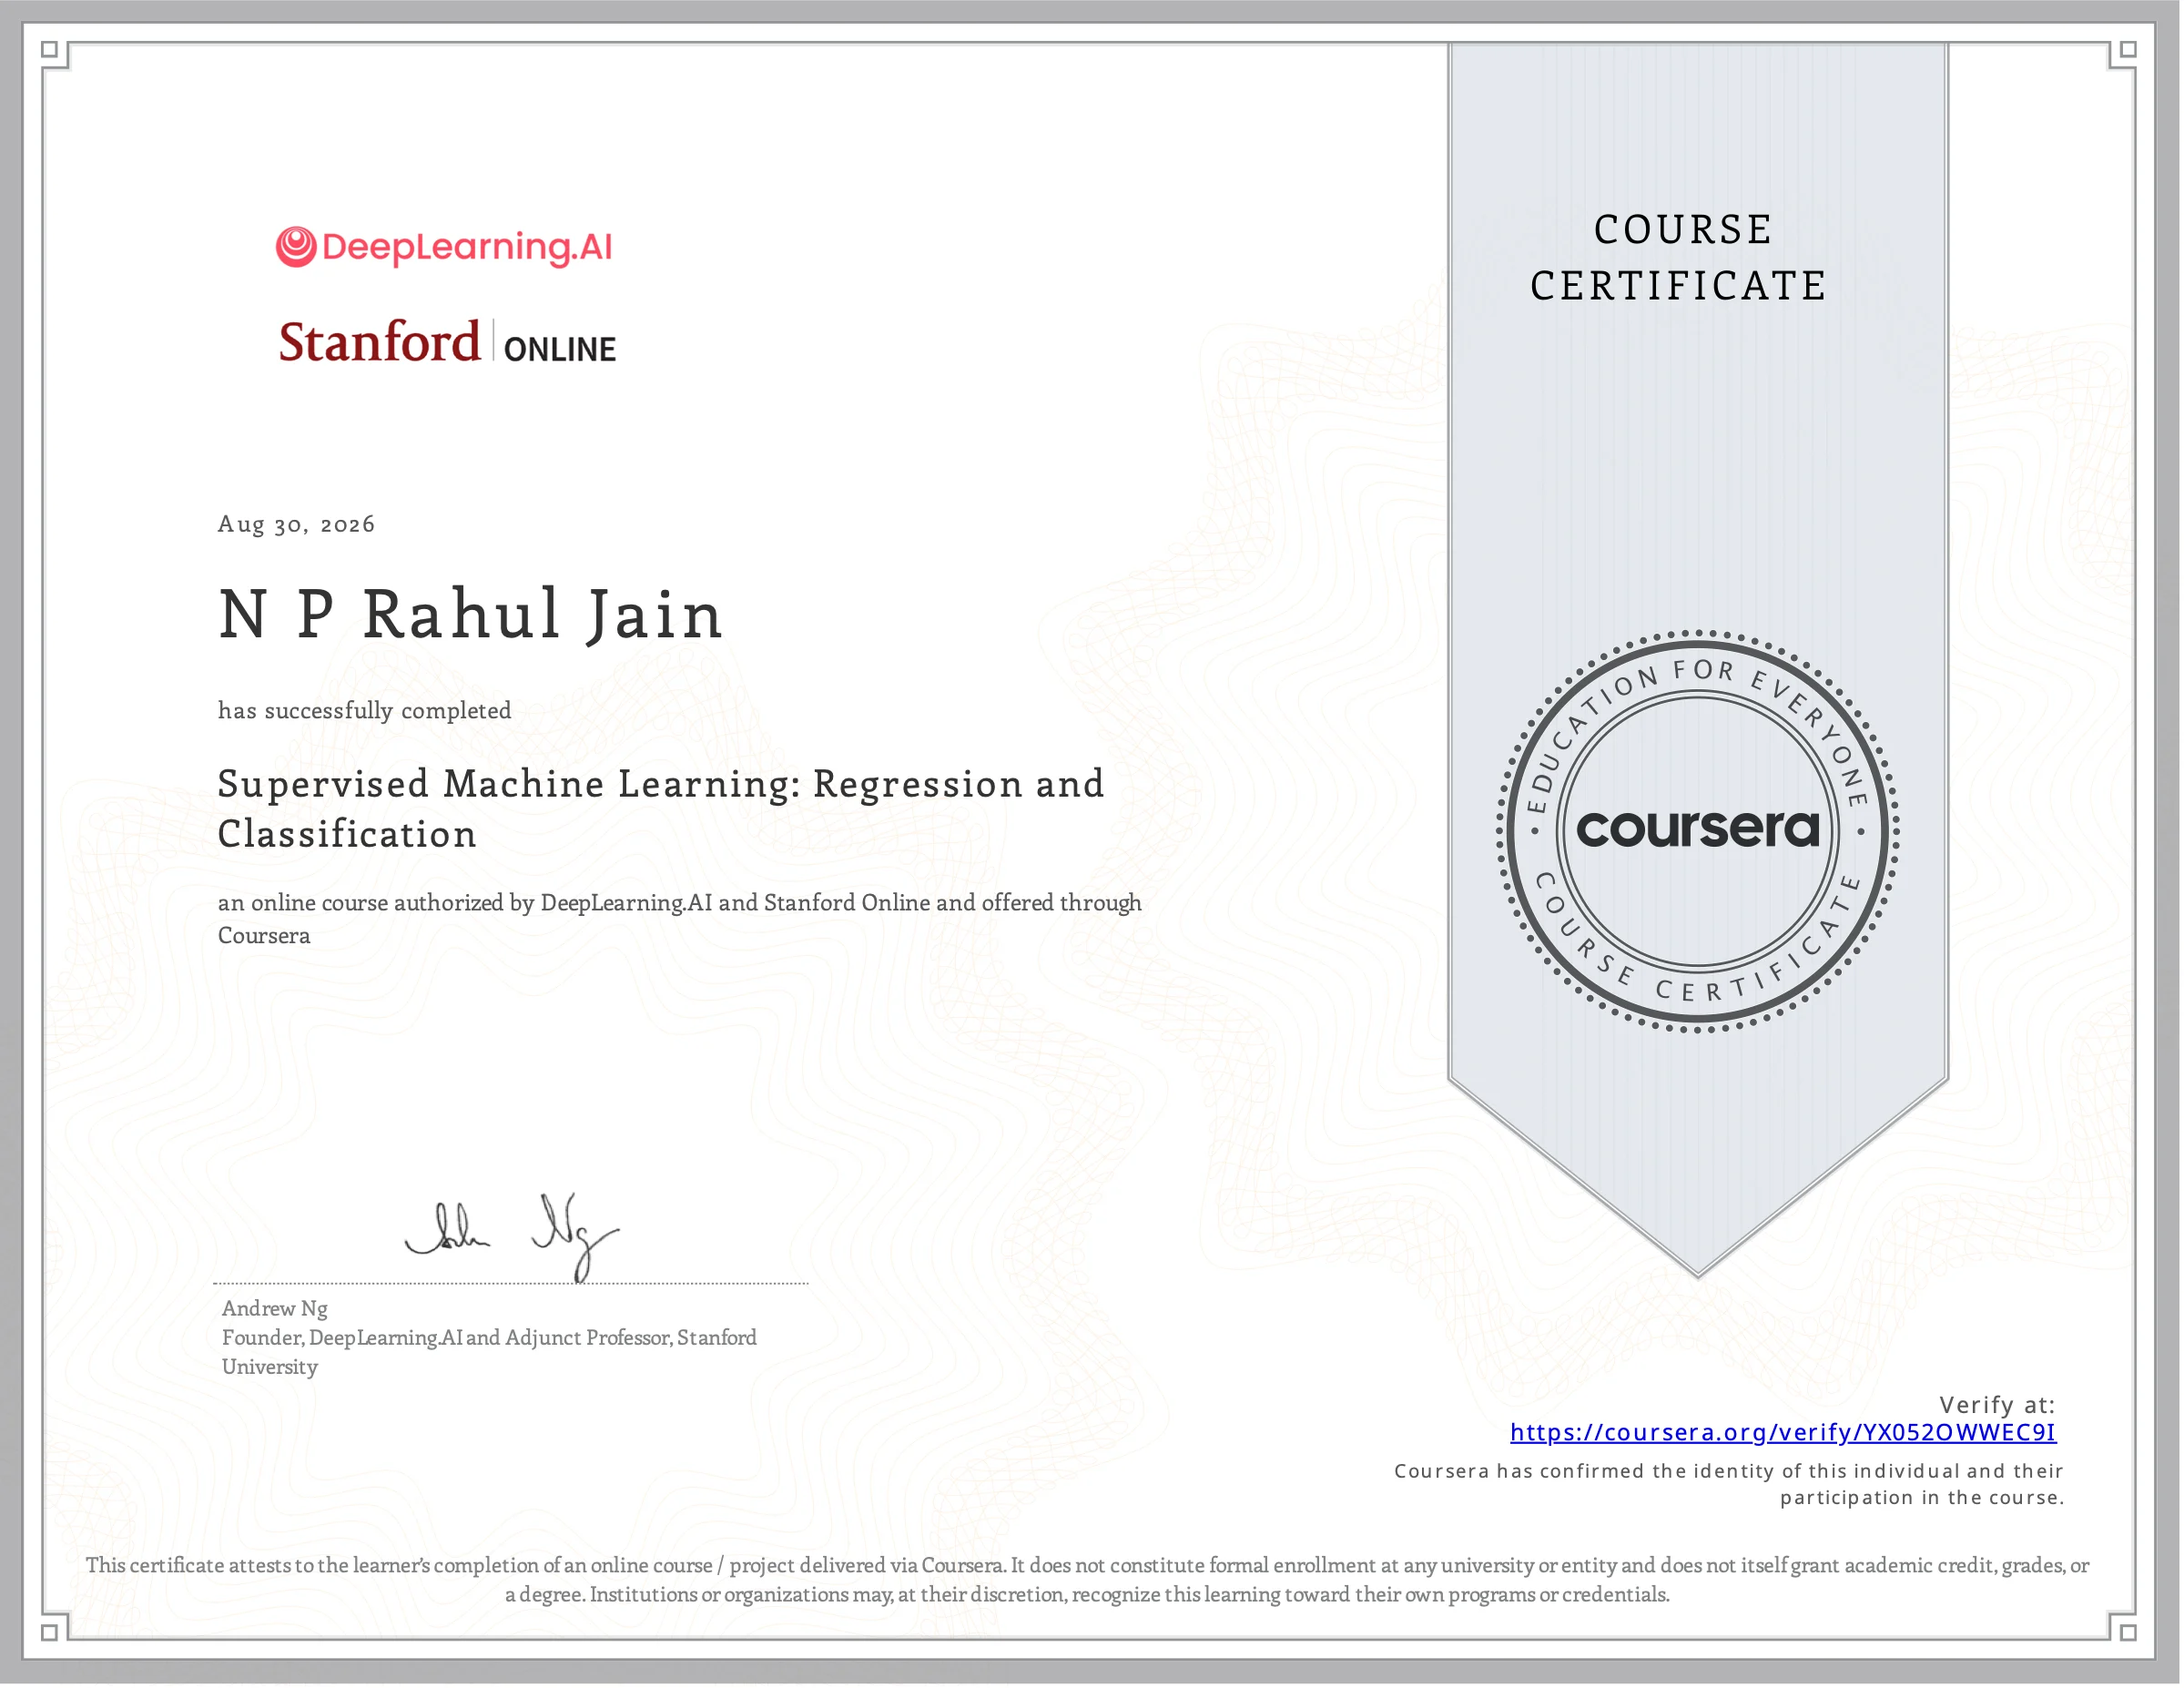 DeepLearning.AI
Stanford ONLINE
COURSE
CERTIFICATE
Aug 30, 2026
N P Rahul Jain
has successfully completed
Supervised Machine Learning: Regression and
Classification
an online course authorized by DeepLearning.AI and Stanford Online and offered through
Coursera
EDUCATION FOR EVERYONE
coursera
COURSE CERTIFICATE
Andrew Ng
Founder, DeepLearning.AI and Adjunct Professor, Stanford
University
Verify at:
https://coursera.org/verify/YX052OWWEC9I
Coursera has confirmed the identity of this individual and their
participation in the course.
This certificate attests to the learner's completion of an online course / project delivered via Coursera. It does not constitute formal enrollment at any university or entity and does not itself grant academic credit, grades, or
a degree. Institutions or organizations may, at their discretion, recognize this learning toward their own programs or credentials.